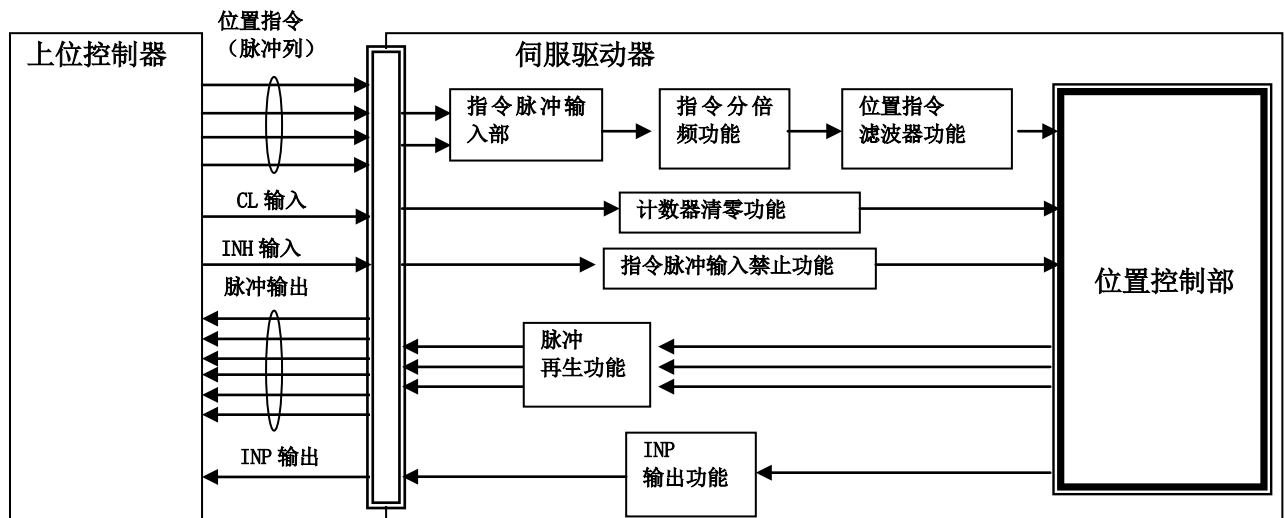 位置指令
（脉冲列）
上位控制器
伺服驱动器
指令脉冲输
入部
指令分倍
频功能
位置指令
滤波器功能
CL 输入
计数器清零功能
INH 输入
指令脉冲输入禁止功能
位置控制部
脉冲输出
脉冲
再生功能
INP 输出
INP
输出功能